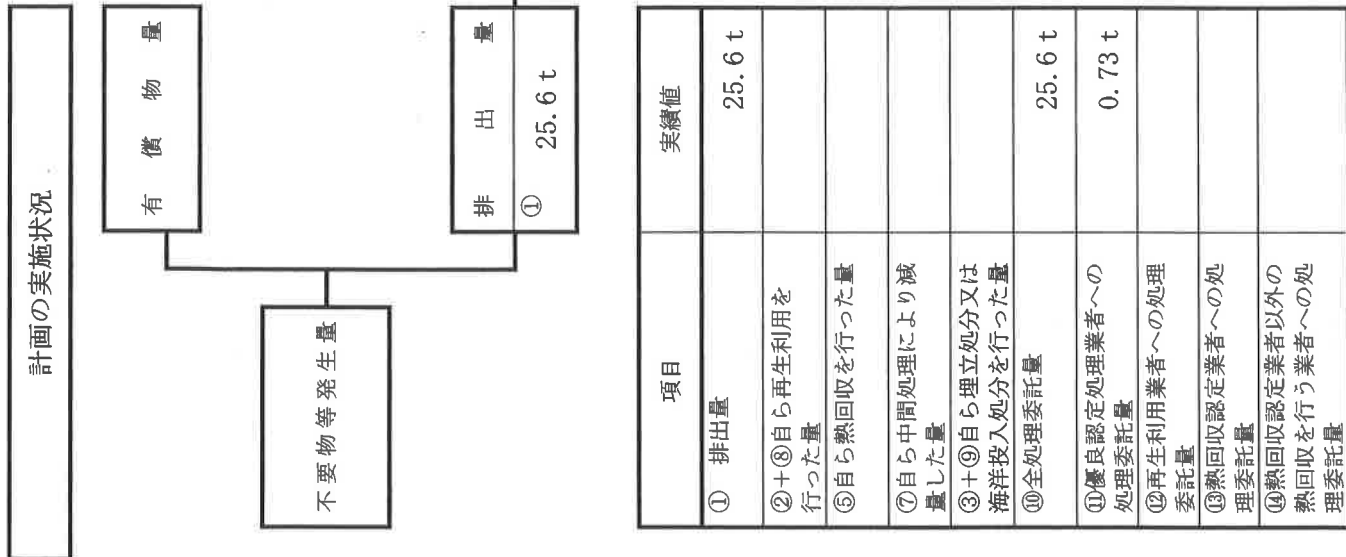 計画の実施状況
有償物量
不要物等発生量
排出量
①
25.6 t
項目
実績値
① 排出量
25.6 t
②+⑧自ら再生利用を
行った量
⑤自ら熱回収を行った量
⑦自ら中間処理により減
量した量
③+⑨自ら埋立処分又は
海洋投入処分を行った量
⑩全処理委託量
25.6 t
⑪優良認定処理業者への
処理委託量
0.73 t
⑫再生利用業者への処理
委託量
⑬熱回収認定業者への処
理委託量
⑭熱回収認定業者以外の
熱回収を行う業者への処
理委託量